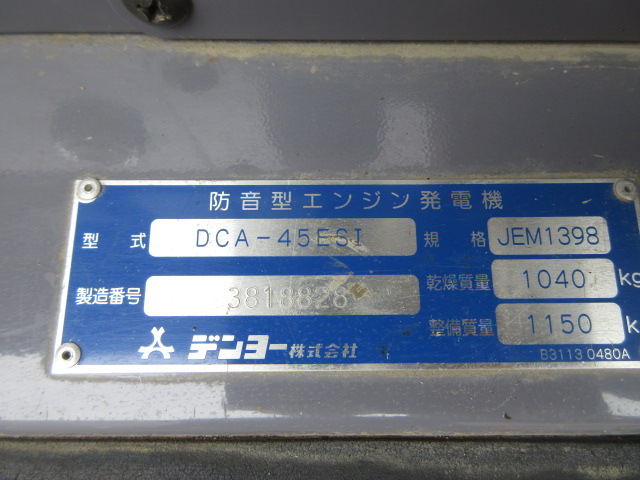 防音型エンジン発電機
型式 DCA-45ESI 規格 JEM1398
製造番号 3818828 乾燥質量 1040 kg
整備質量 1150 k
デンヨー株式会社
B3113 0480A